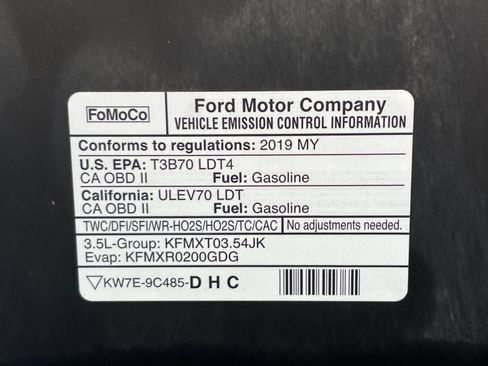 FoMoCo
Ford Motor Company
VEHICLE EMISSION CONTROL INFORMATION
Conforms to regulations: 2019 MY
U.S. EPA: T3B70 LDT4
CA OBD II Fuel: Gasoline
California: ULEV70 LDT
CA OBD II Fuel: Gasoline
TWC/DFI/SFI/WR-HO2S/HO2S/TC/CAC No adjustments needed.
3.5L-Group: KFMXT03.54JK
Evap: KFMXR0200GDG
▽KW7E-9C485-DHC